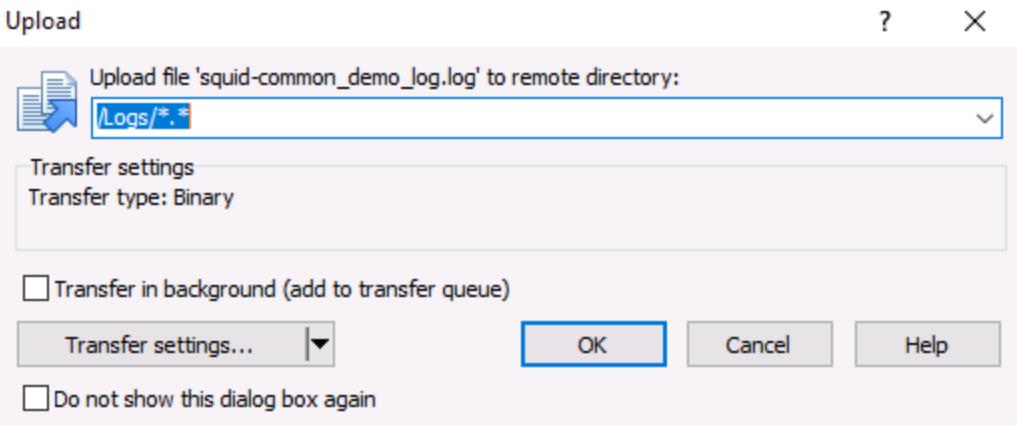 Upload
?
Upload file 'squid-common_demo_log.log' to remote directory:
/Logs/*.*
Transfer settings
Transfer type: Binary
Transfer in background (add to transfer queue)
Transfer settings... OK Cancel Help
Do not show this dialog box again